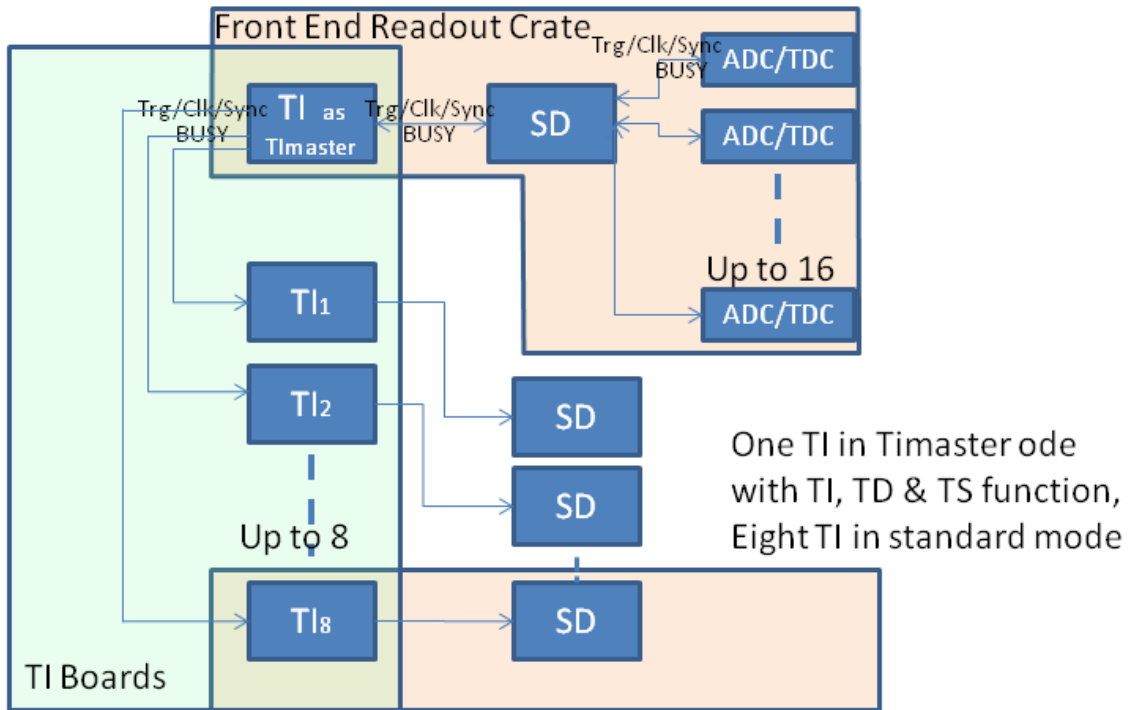 Front End Readout Crate
Trg/Clk/Sync
BUSY
ADC/TDC
Trg/Clk/Sync
BUSY
TI as
TImaster
Trg/Clk/Sync
BUSY
SD
ADC/TDC
Up to 16
ADC/TDC
TI1
TI2
SD
SD
One TI in Timaster ode
with TI, TD & TS function,
Eight TI in standard mode
Up to 8
TI8
SD
TI Boards